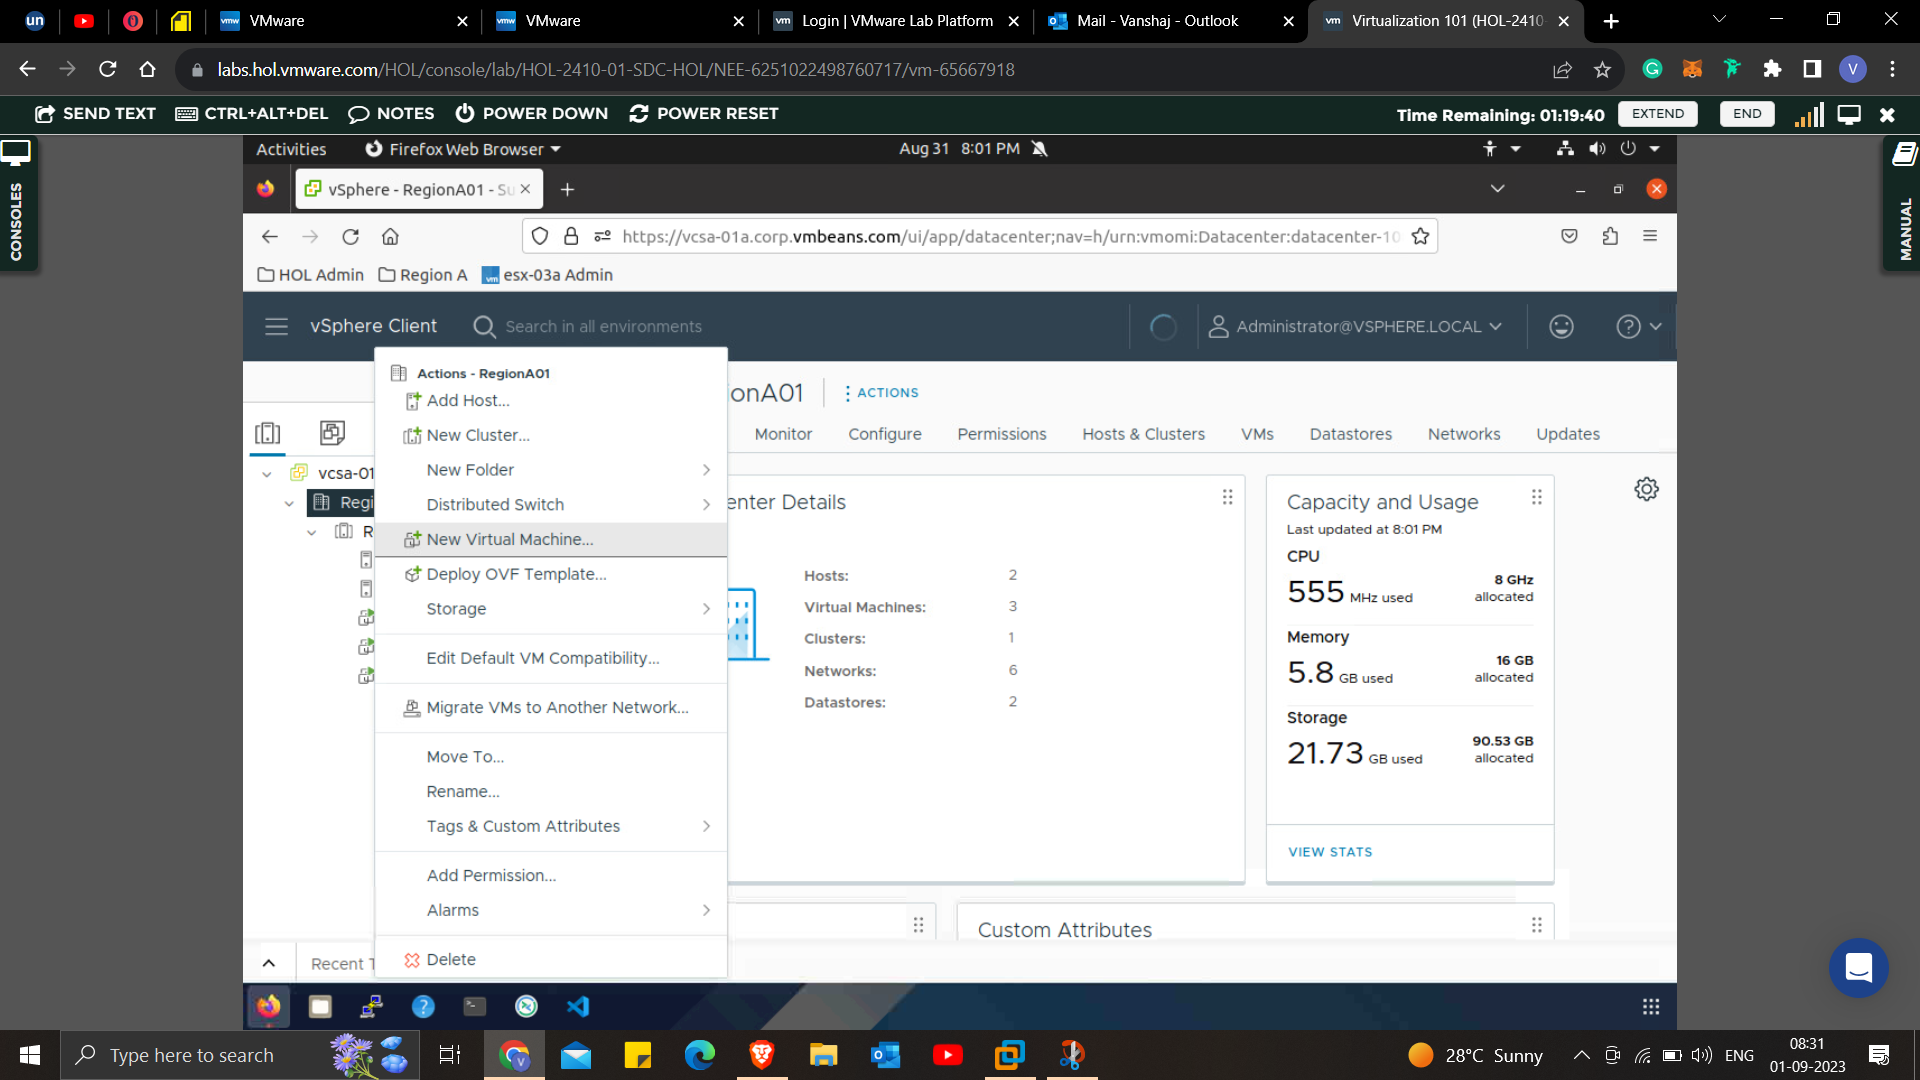 un
VMware
VMware
Login | VMware Lab Platform
Mail - Vanshaj - Outlook
Virtualization 101 (HOL-2410-
labs.hol.vmware.com/HOL/console/lab/HOL-2410-01-SDC-HOL/NEE-6251022498760717/vm-65667918
V
SEND TEXT
CTRL+ALT+DEL
NOTES
POWER DOWN
POWER RESET
Time Remaining: 01:19:40
EXTEND
END
CONSOLES
MANUAL
Activities
Firefox Web Browser
Aug 31 8:01 PM
vSphere - RegionA01 - Su
https://vcsa-01a.corp.vmbeans.com/ui/app/datacenter;nav=h/urn:vmomi:Datacenter:datacenter-10
HOL Admin
Region A
vm
esx-03a Admin
vSphere Client
Search in all environments
Administrator@VSPHERE.LOCAL
Actions - RegionA01
Add Host...
New Cluster...
New Folder
Distributed Switch
New Virtual Machine...
Deploy OVF Template...
Storage
Edit Default VM Compatibility...
Migrate VMs to Another Network...
Move To...
Rename...
Tags & Custom Attributes
Add Permission...
Alarms
Delete
ionA01
ACTIONS
Monitor
Configure
Permissions
Hosts & Clusters
VMs
Datastores
Networks
Updates
vcsa-01
Regi
R
enter Details
Hosts: 2
Virtual Machines: 3
Clusters: 1
Networks: 6
Datastores: 2
Capacity and Usage
Last updated at 8:01 PM
CPU
555 MHz used
8 GHz
allocated
Memory
5.8 GB used
16 GB
allocated
Storage
21.73 GB used
90.53 GB
allocated
VIEW STATS
Custom Attributes
Recent T
Type here to search
28°C Sunny
ENG
08:31
01-09-2023